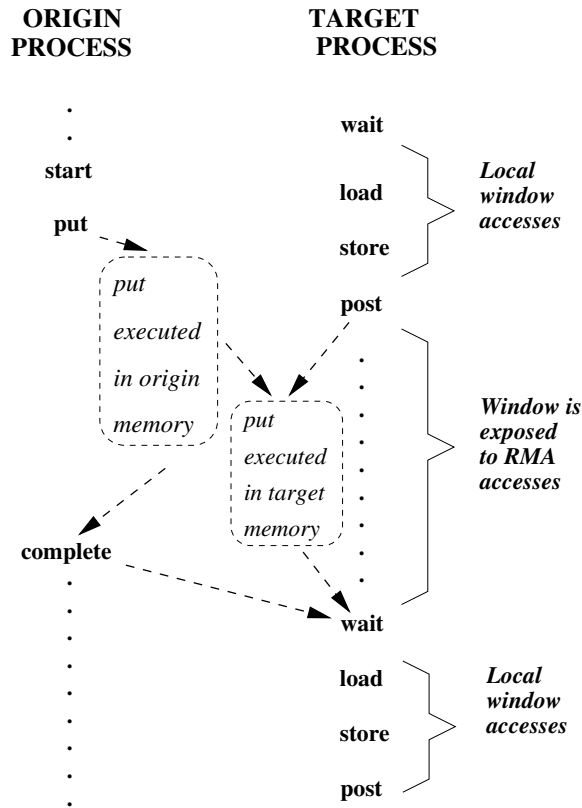 ORIGIN
PROCESS
TARGET
PROCESS
start
put
put
executed
in origin
memory
complete
wait
load
store
post
put
executed
in target
memory
wait
load
store
post
Local
window
accesses
Window is
exposed
to RMA
accesses
Local
window
accesses